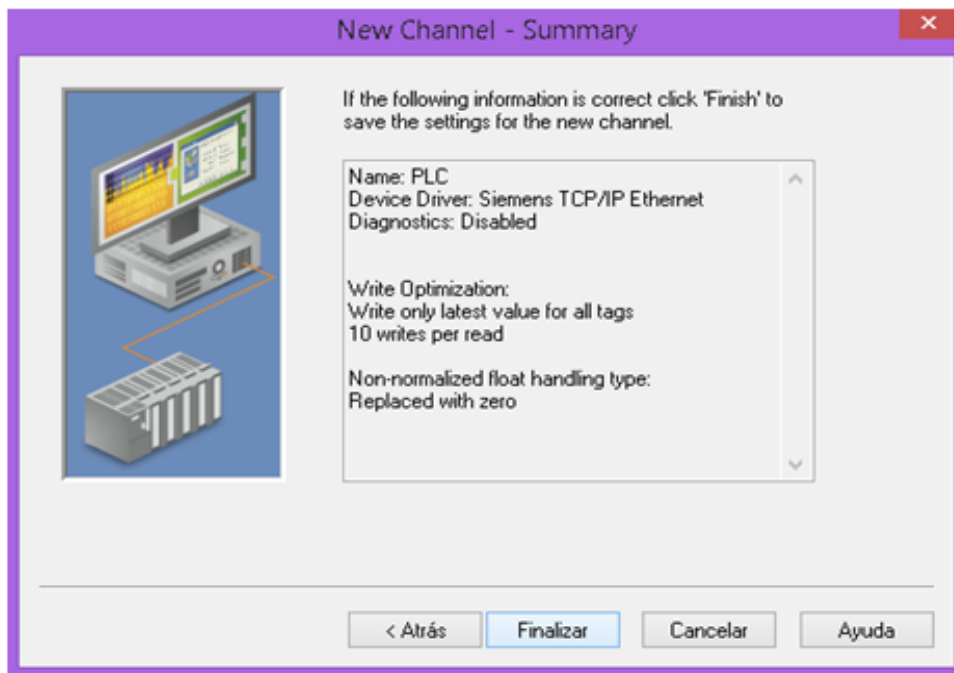 New Channel - Summary
If the following information is correct click 'Finish' to
save the settings for the new channel.
Name: PLC
Device Driver: Siemens TCP/IP Ethernet
Diagnostics: Disabled
Write Optimization:
Write only latest value for all tags
10 writes per read
Non-normalized float handling type:
Replaced with zero
< Atrás
Finalizar
Cancelar
Ayuda